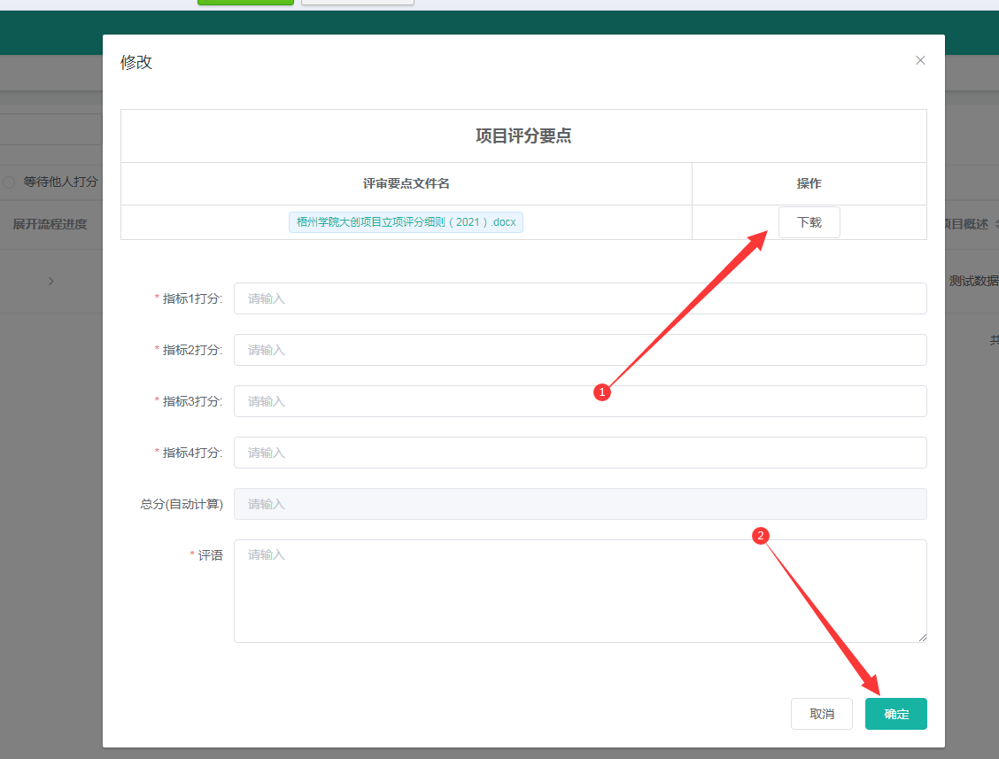 修改
项目评分要点
评审要点文件名
操作
梧州学院大创项目立项评分细则（2021）.docx
下载
等待他人打分
展开流程进度
项目概述
测试数据
共
* 指标1打分:
请输入
* 指标2打分:
请输入
* 指标3打分:
请输入
1
* 指标4打分:
请输入
总分(自动计算)
请输入
2
* 评语
请输入
取消
确定